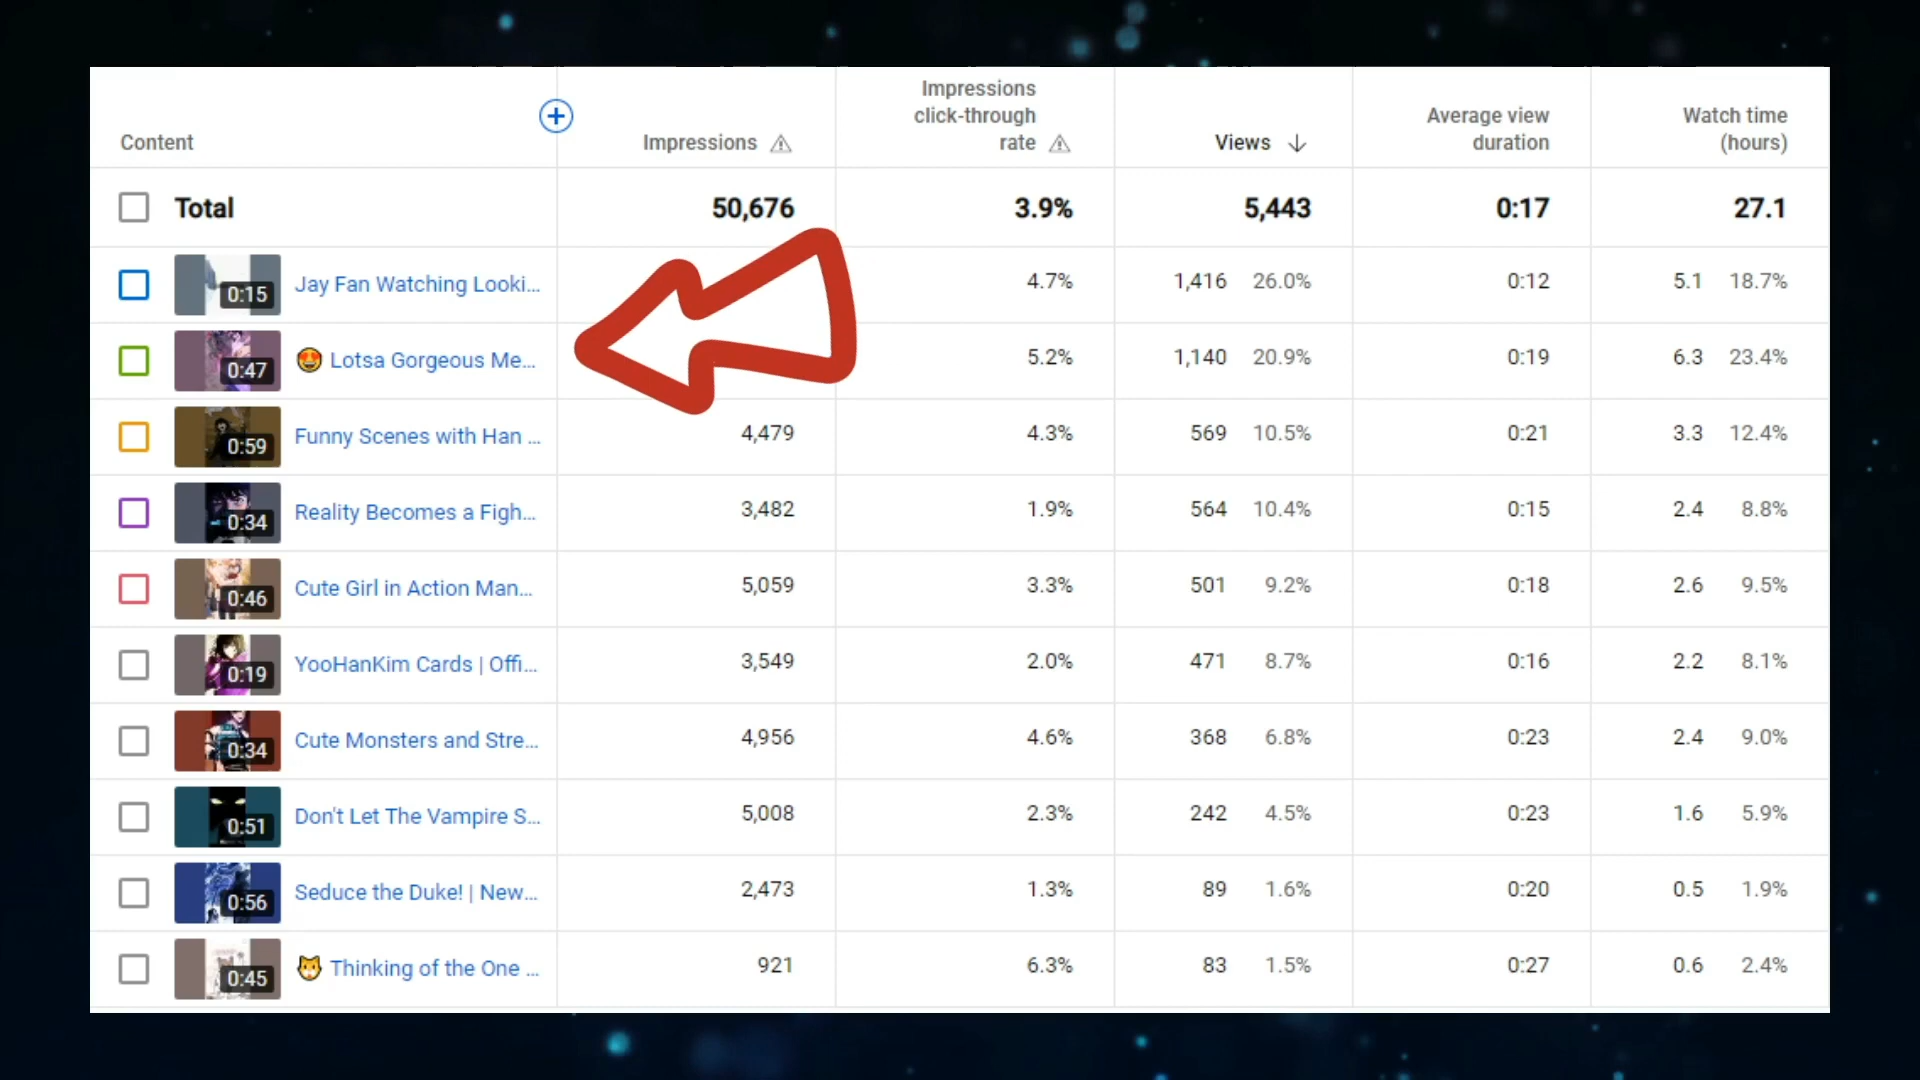 Content
Impressions
Impressions
click-through
rate
Views
Average view
duration
Watch time
(hours)
Total 50,676 3.9% 5,443 0:17 27.1
0:15 Jay Fan Watching Looki... 4.7% 1,416 26.0% 0:12 5.1 18.7%
0:47 😍 Lotsa Gorgeous Me... 5.2% 1,140 20.9% 0:19 6.3 23.4%
0:59 Funny Scenes with Han ... 4,479 4.3% 569 10.5% 0:21 3.3 12.4%
0:34 Reality Becomes a Figh... 3,482 1.9% 564 10.4% 0:15 2.4 8.8%
0:46 Cute Girl in Action Man... 5,059 3.3% 501 9.2% 0:18 2.6 9.5%
0:19 YooHanKim Cards | Offi... 3,549 2.0% 471 8.7% 0:16 2.2 8.1%
0:34 Cute Monsters and Stre... 4,956 4.6% 368 6.8% 0:23 2.4 9.0%
0:51 Don't Let The Vampire S... 5,008 2.3% 242 4.5% 0:23 1.6 5.9%
0:56 Seduce the Duke! | New... 2,473 1.3% 89 1.6% 0:20 0.5 1.9%
0:45 🐱 Thinking of the One ... 921 6.3% 83 1.5% 0:27 0.6 2.4%